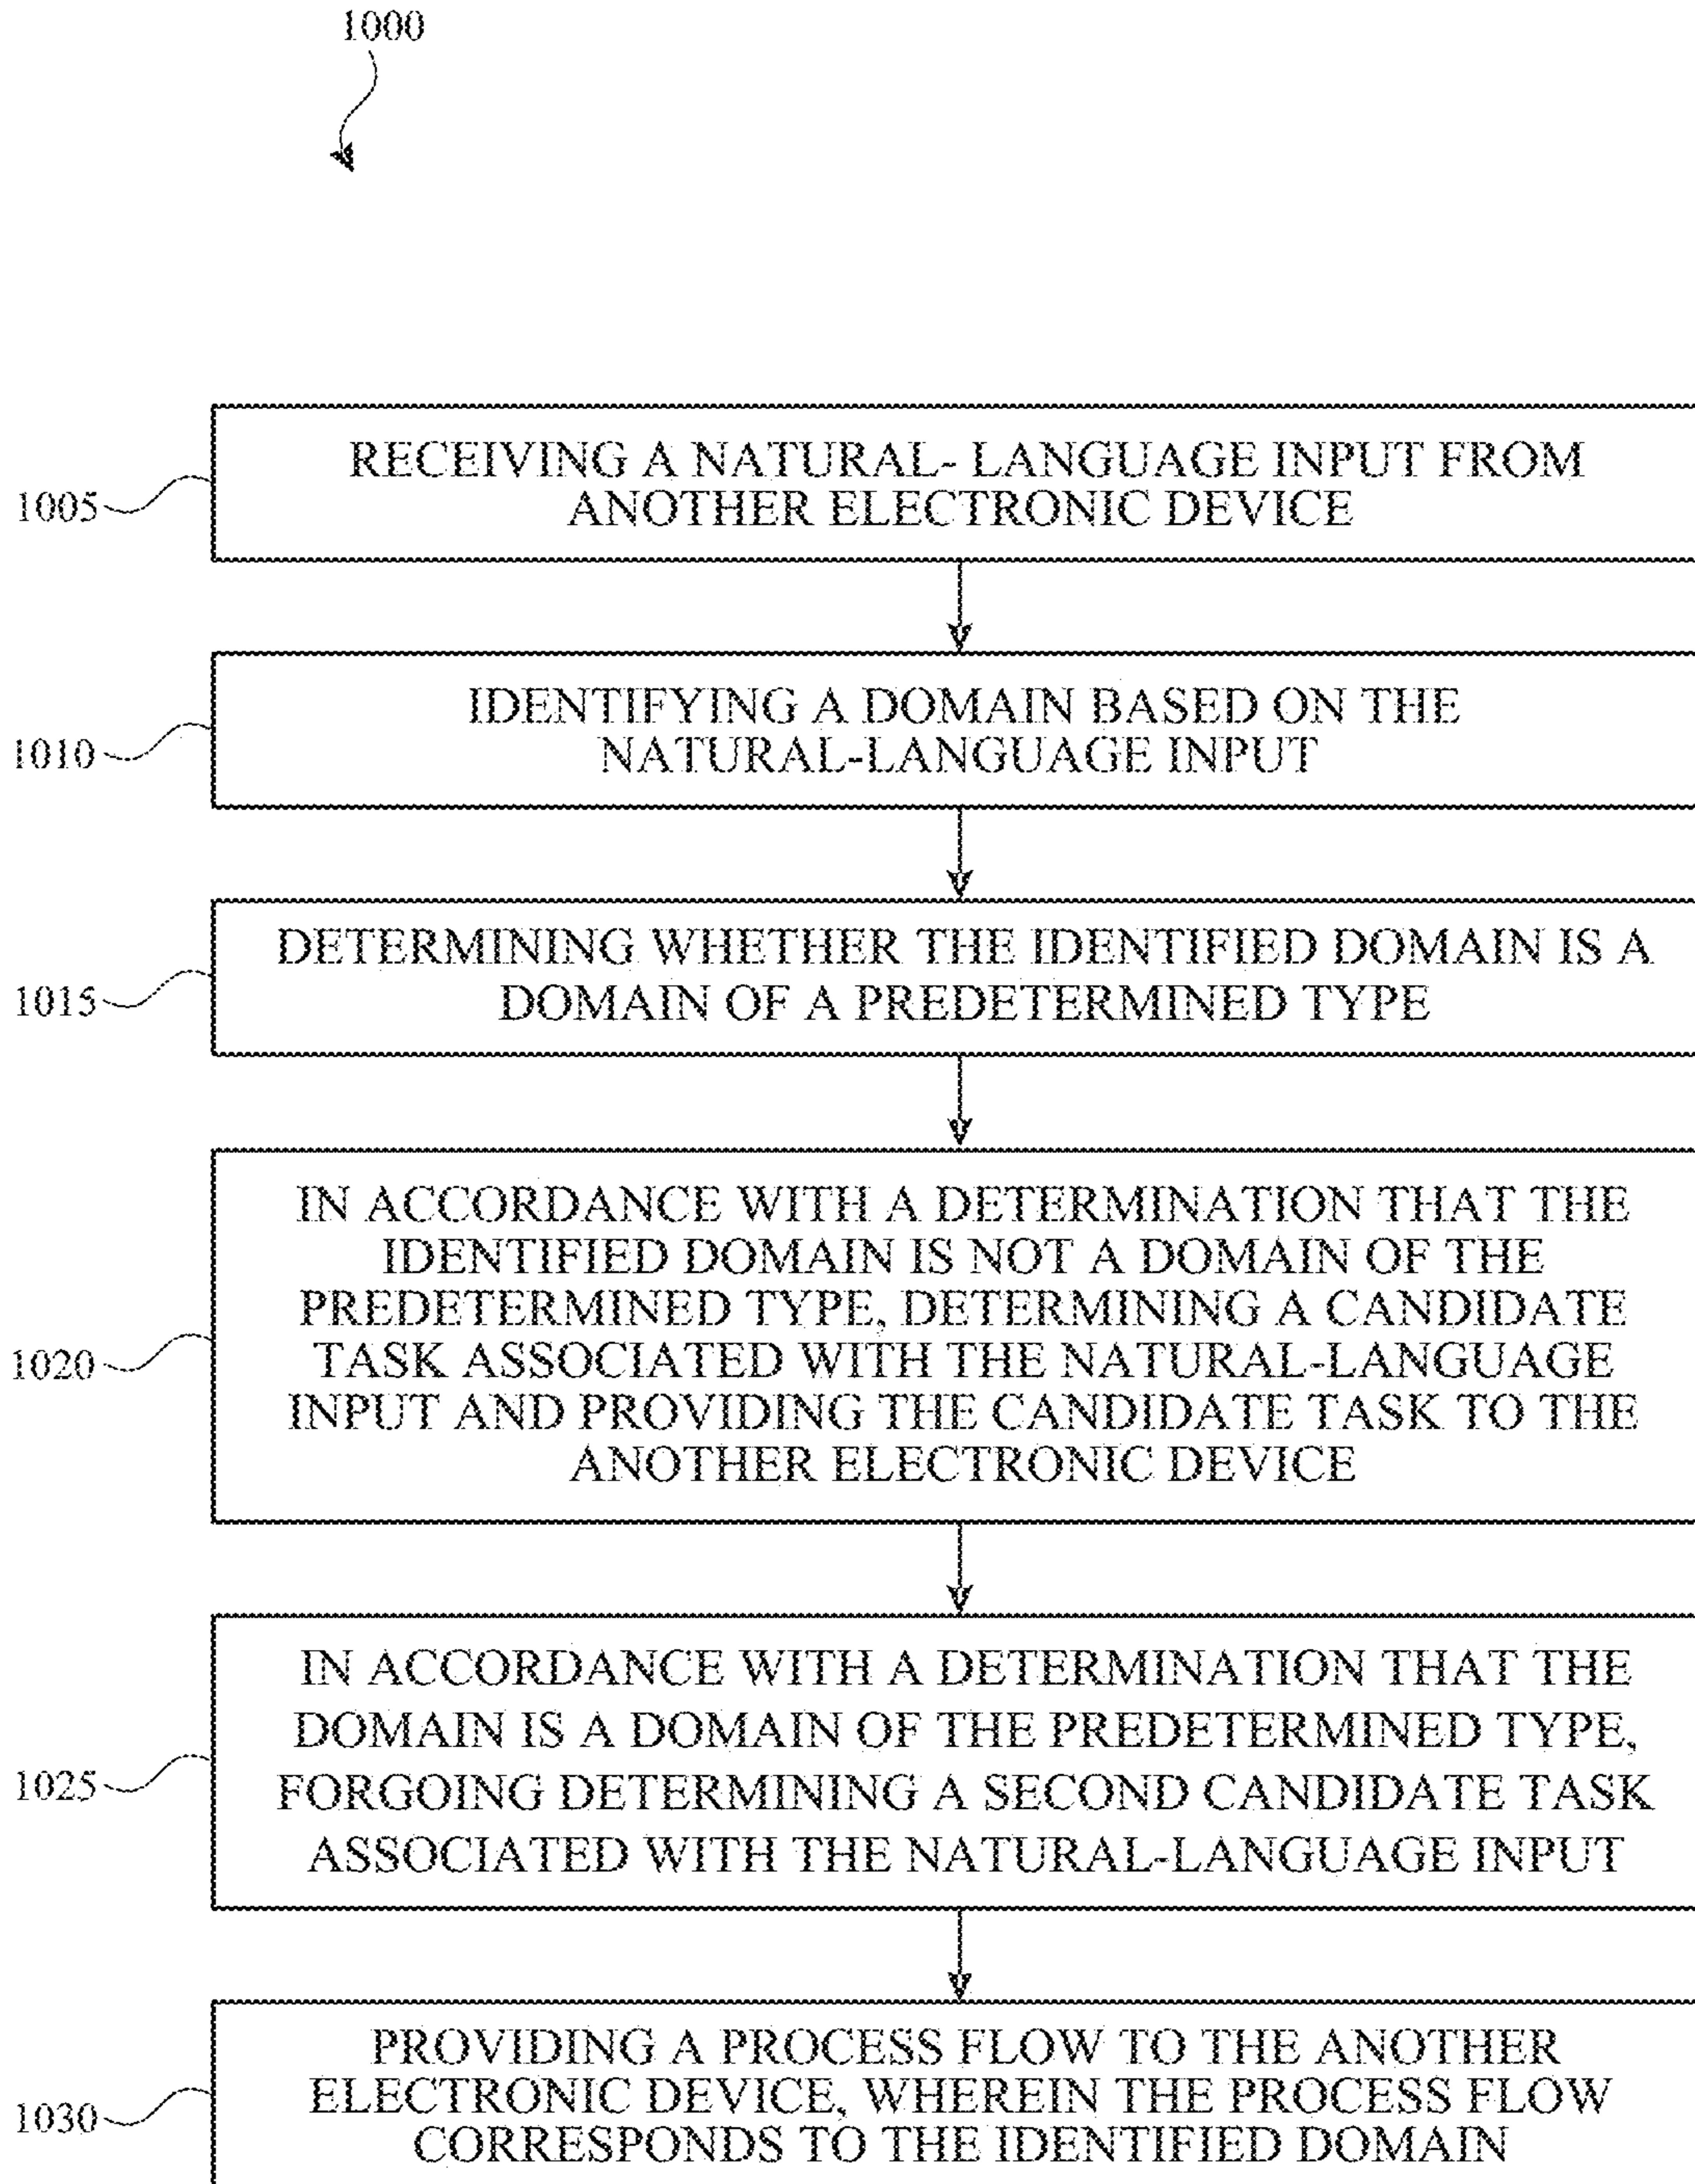 1000
RECEIVING A NATURAL- LANGUAGE INPUT FROM
ANOTHER ELECTRONIC DEVICE
1005
IDENTIFYING A DOMAIN BASED ON THE
NATURAL-LANGUAGE INPUT
1010
DETERMINING WHETHER THE IDENTIFIED DOMAIN IS A
DOMAIN OF A PREDETERMINED TYPE
1015
IN ACCORDANCE WITH A DETERMINATION THAT THE
IDENTIFIED DOMAIN IS NOT A DOMAIN OF THE
PREDETERMINED TYPE, DETERMINING A CANDIDATE
TASK ASSOCIATED WITH THE NATURAL-LANGUAGE
INPUT AND PROVIDING THE CANDIDATE TASK TO THE
ANOTHER ELECTRONIC DEVICE
1020
IN ACCORDANCE WITH A DETERMINATION THAT THE
DOMAIN IS A DOMAIN OF THE PREDETERMINED TYPE,
FORGOING DETERMINING A SECOND CANDIDATE TASK
ASSOCIATED WITH THE NATURAL-LANGUAGE INPUT
1025
PROVIDING A PROCESS FLOW TO THE ANOTHER
ELECTRONIC DEVICE, WHEREIN THE PROCESS FLOW
CORRESPONDS TO THE IDENTIFIED DOMAIN
1030